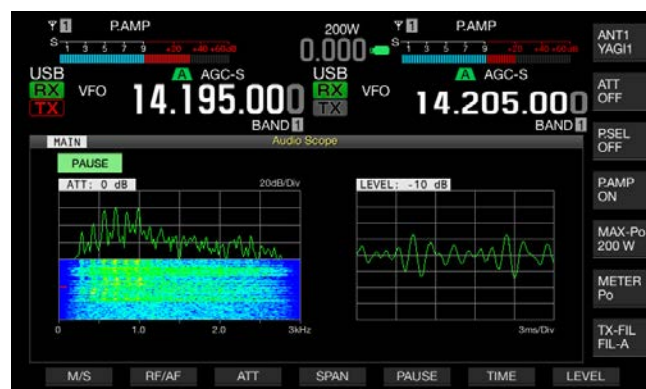 1 P.AMP 200W 1 P.AMP
S 1 3 5 7 9 +20 +40 +60dB 0.000 S 1 3 5 7 9 +20 +40 +60dB
USB A AGC-S USB A AGC-S
RX VFO 14.195.000 RX VFO 14.205.000
TX TX
BAND 1 BAND 1
MAIN Audio Scope
PAUSE
ATT: 0 dB 20dB/Div LEVEL: -10 dB
0 1.0 2.0 3kHz 3ms/Div
M/S RF/AF ATT SPAN PAUSE TIME LEVEL
ANT1
YAGI1
ATT
OFF
P.SEL
OFF
P.AMP
ON
MAX-Po
200 W
METER
Po
TX-FIL
FIL-A